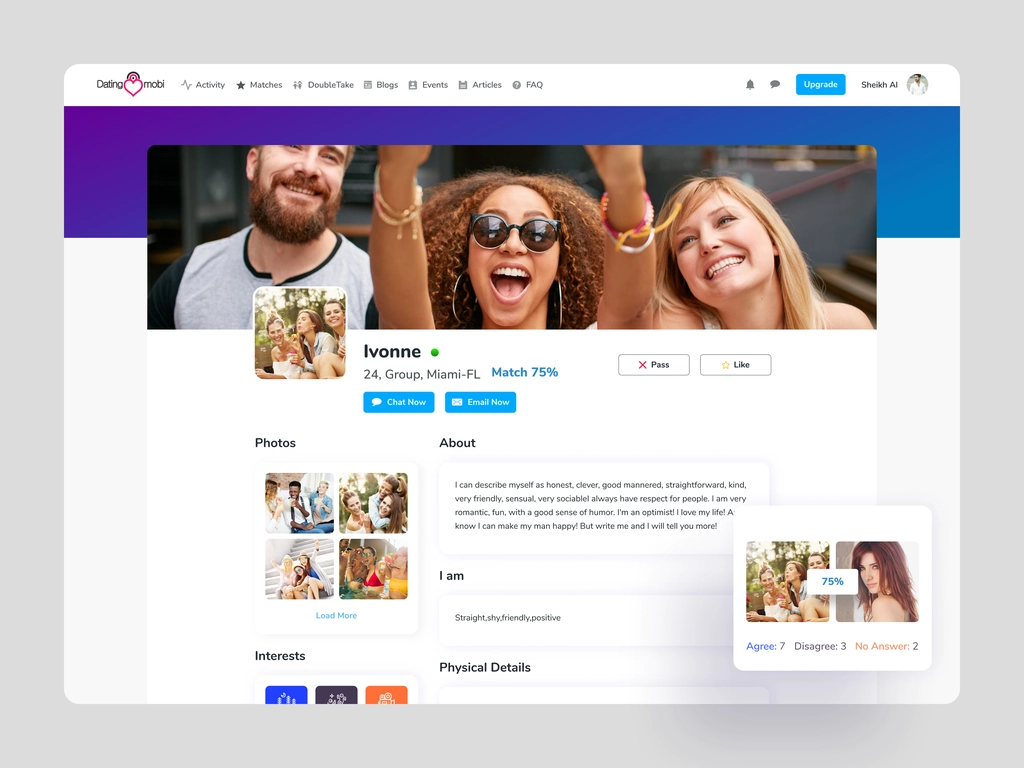 Dating mobi
Activity
Matches
DoubleTake
Blogs
Events
Articles
FAQ
Upgrade
Sheikh Al
Ivonne
24, Group, Miami-FL
Match 75%
Pass
Like
Chat Now
Email Now
Photos
Load More
Interests
About
I can describe myself as honest, clever, good mannered, straightforward, kind,
very friendly, sensual, very sociableI always have respect for people. I am very
romantic, fun, with a good sense of humor. I'm an optimist! I love my life!
know I can make my man happy! But write me and I will tell you more!
I am
Straight,shy,friendly,positive
Physical Details
75%
Agree: 7 Disagree: 3 No Answer: 2